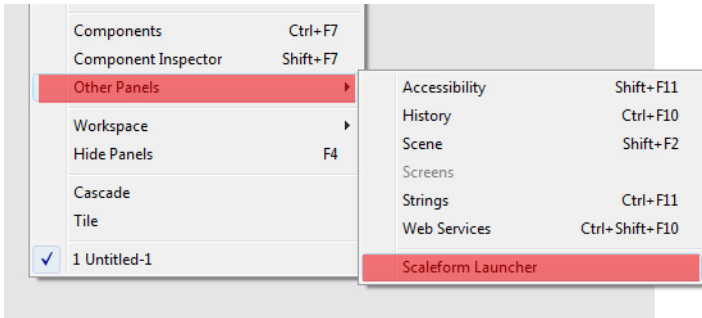 Components Ctrl+F7
Component Inspector Shift+F7
Other Panels
Workspace
Hide Panels F4
Cascade
Tile
1 Untitled-1
Accessibility Shift+F11
History Ctrl+F10
Scene Shift+F2
Screens
Strings Ctrl+F11
Web Services Ctrl+Shift+F10
Scaleform Launcher